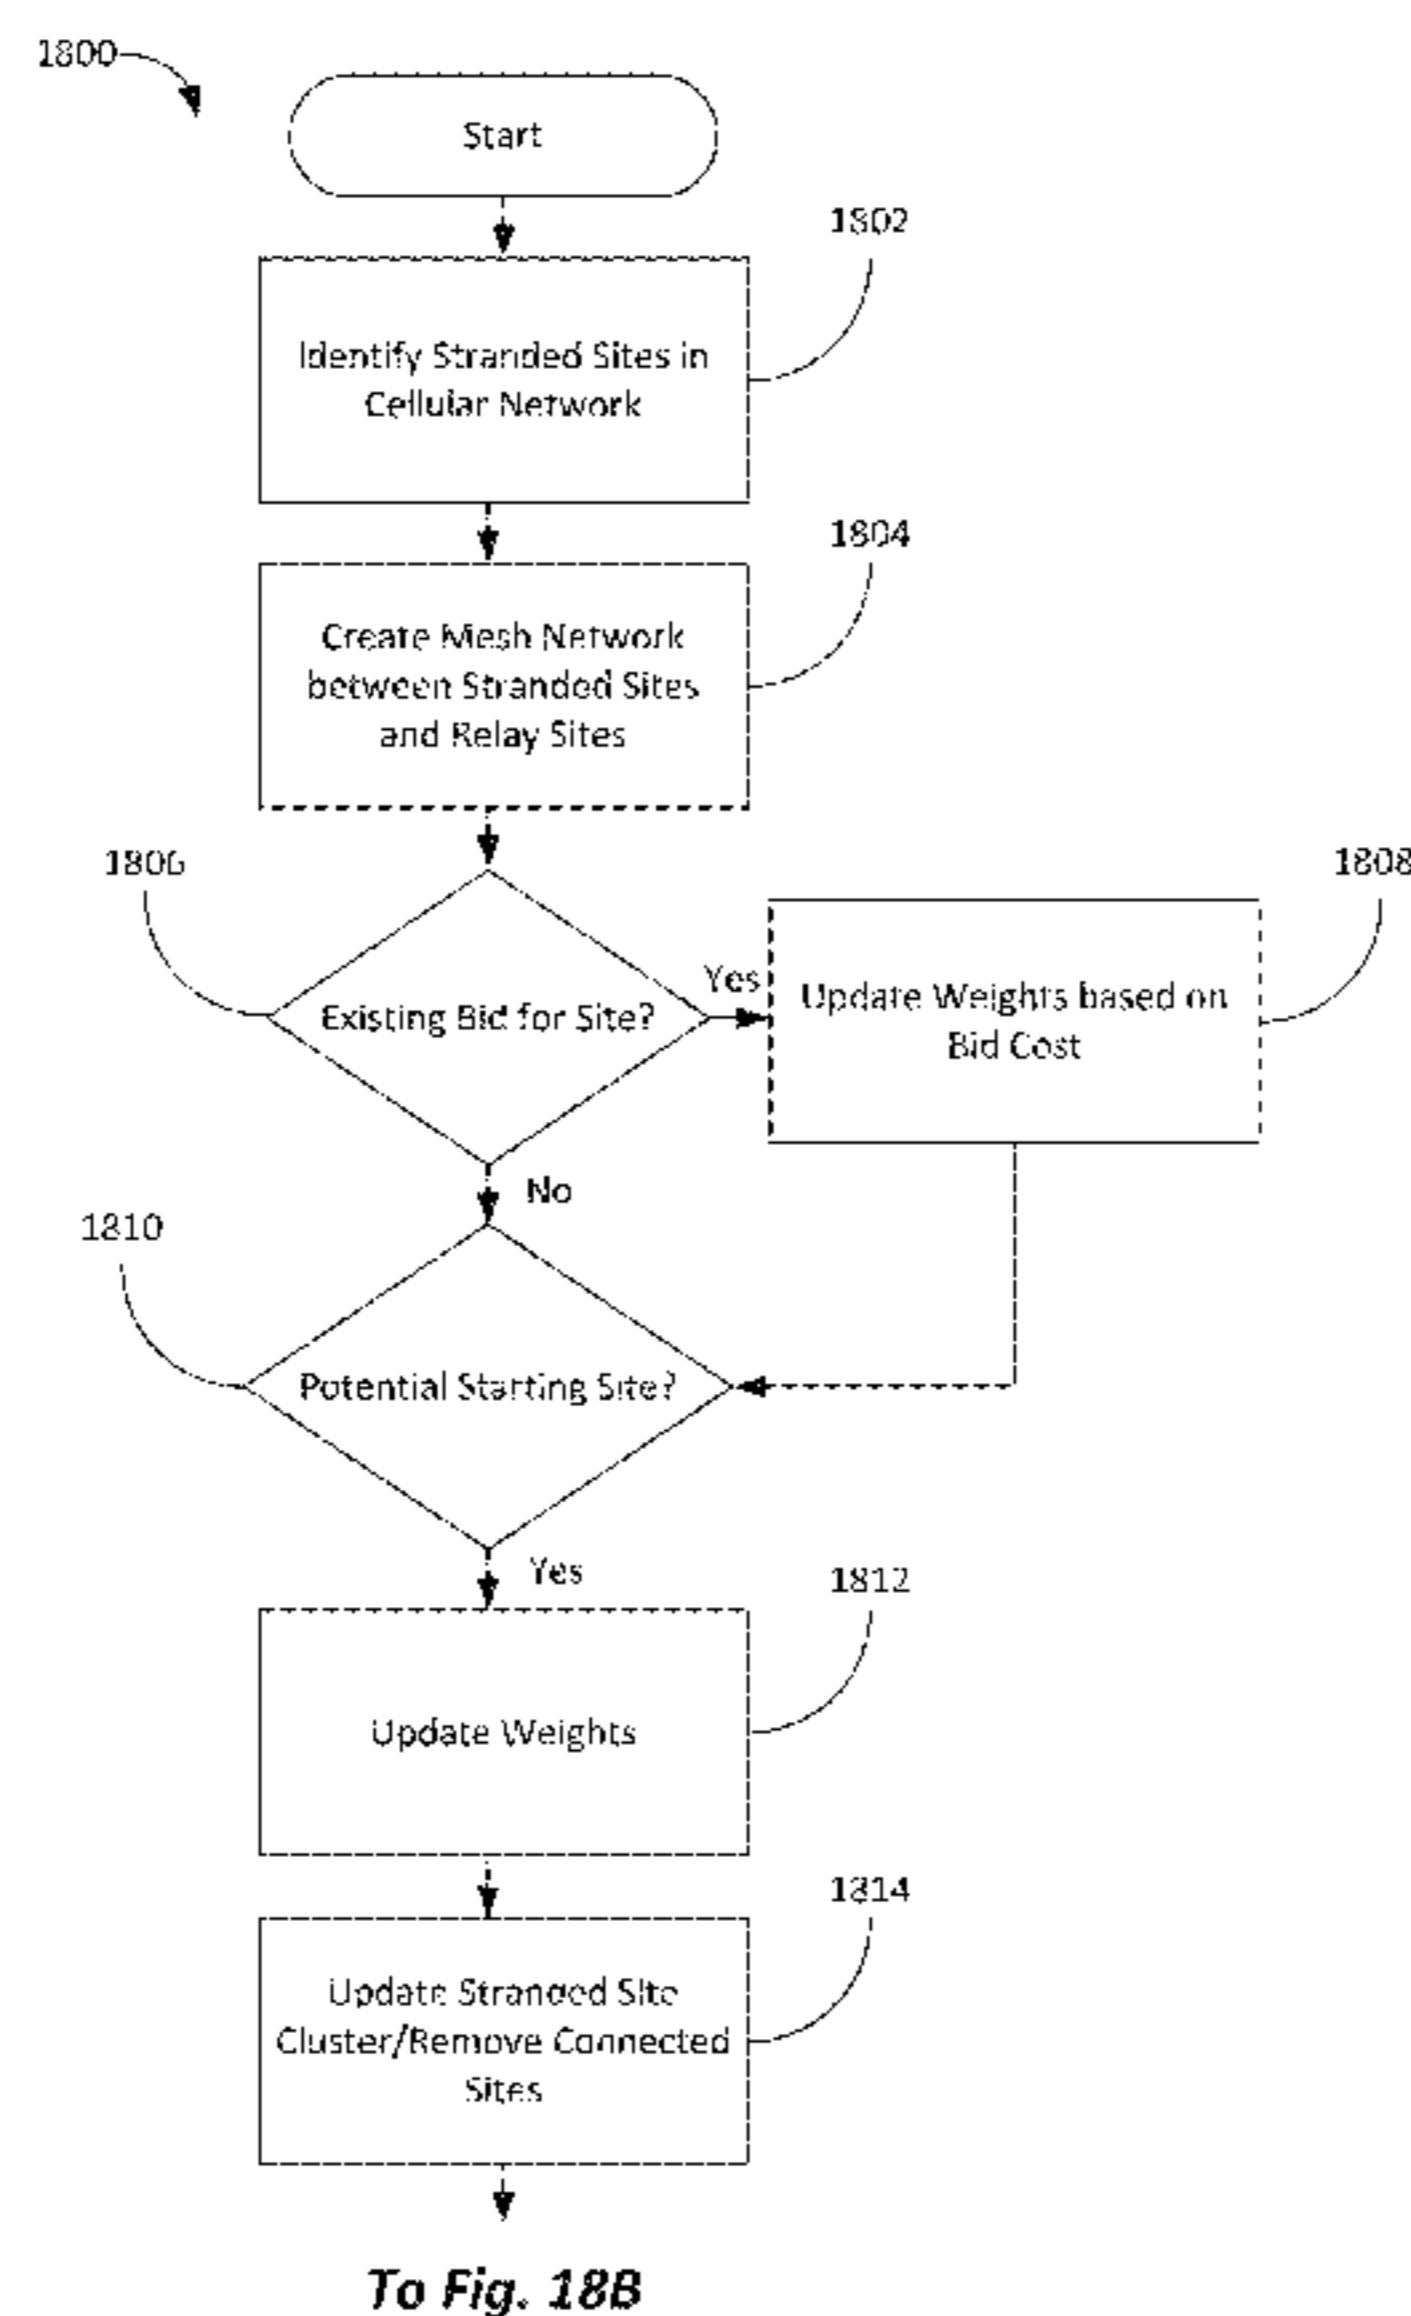 1800
Start
1802
Identify Stranded Sites in
Cellular Network
1804
Create Mesh Network
between Stranded Sites
and Relay Sites
1806
Existing Bid for Site?
Yes
1808
Update Weights based on
Bid Cost
No
1810
Potential Starting Site?
Yes
1812
Update Weights
1814
Update Stranded Site
Cluster/Remove Connected
Sites
To Fig. 18B